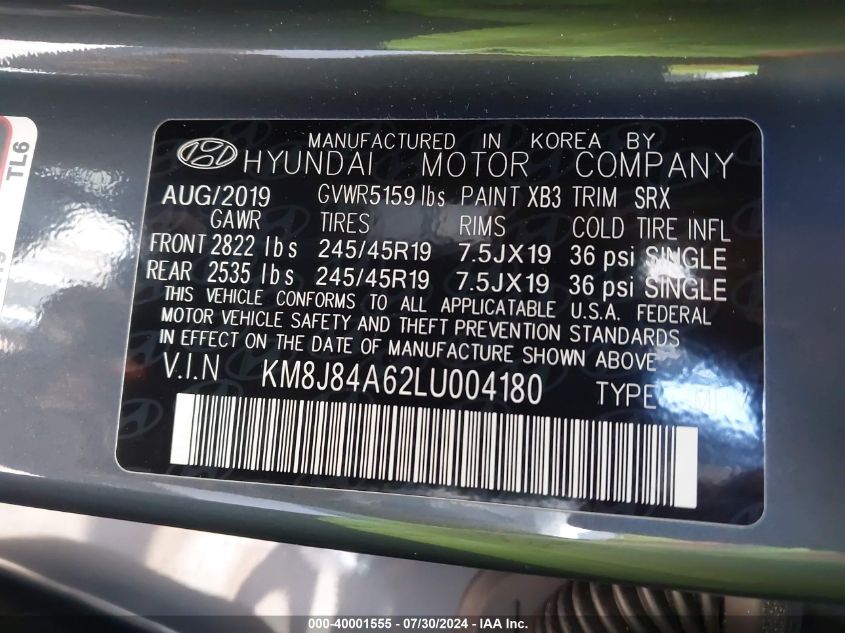 TL6
MANUFACTURED IN KOREA BY
HYUNDAI MOTOR COMPANY
AUG/2019 GVWR5159 lbs PAINT XB3 TRIM SRX
GAWR TIRES RIMS COLD TIRE INFL
FRONT 2822 lbs 245/45R19 7.5JX19 36 psi SINGLE
REAR 2535 lbs 245/45R19 7.5JX19 36 psi SINGLE
THIS VEHICLE CONFORMS TO ALL APPLICATABLE U.S.A. FEDERAL
MOTOR VEHICLE SAFETY AND THEFT PREVENTION STANDARDS
IN EFFECT ON THE DATE OF MANUFACTURE SHOWN ABOVE
V.I.N KM8J84A62LU004180 TYPE
000-40001555 - 07/30/2024 - IAA Inc.